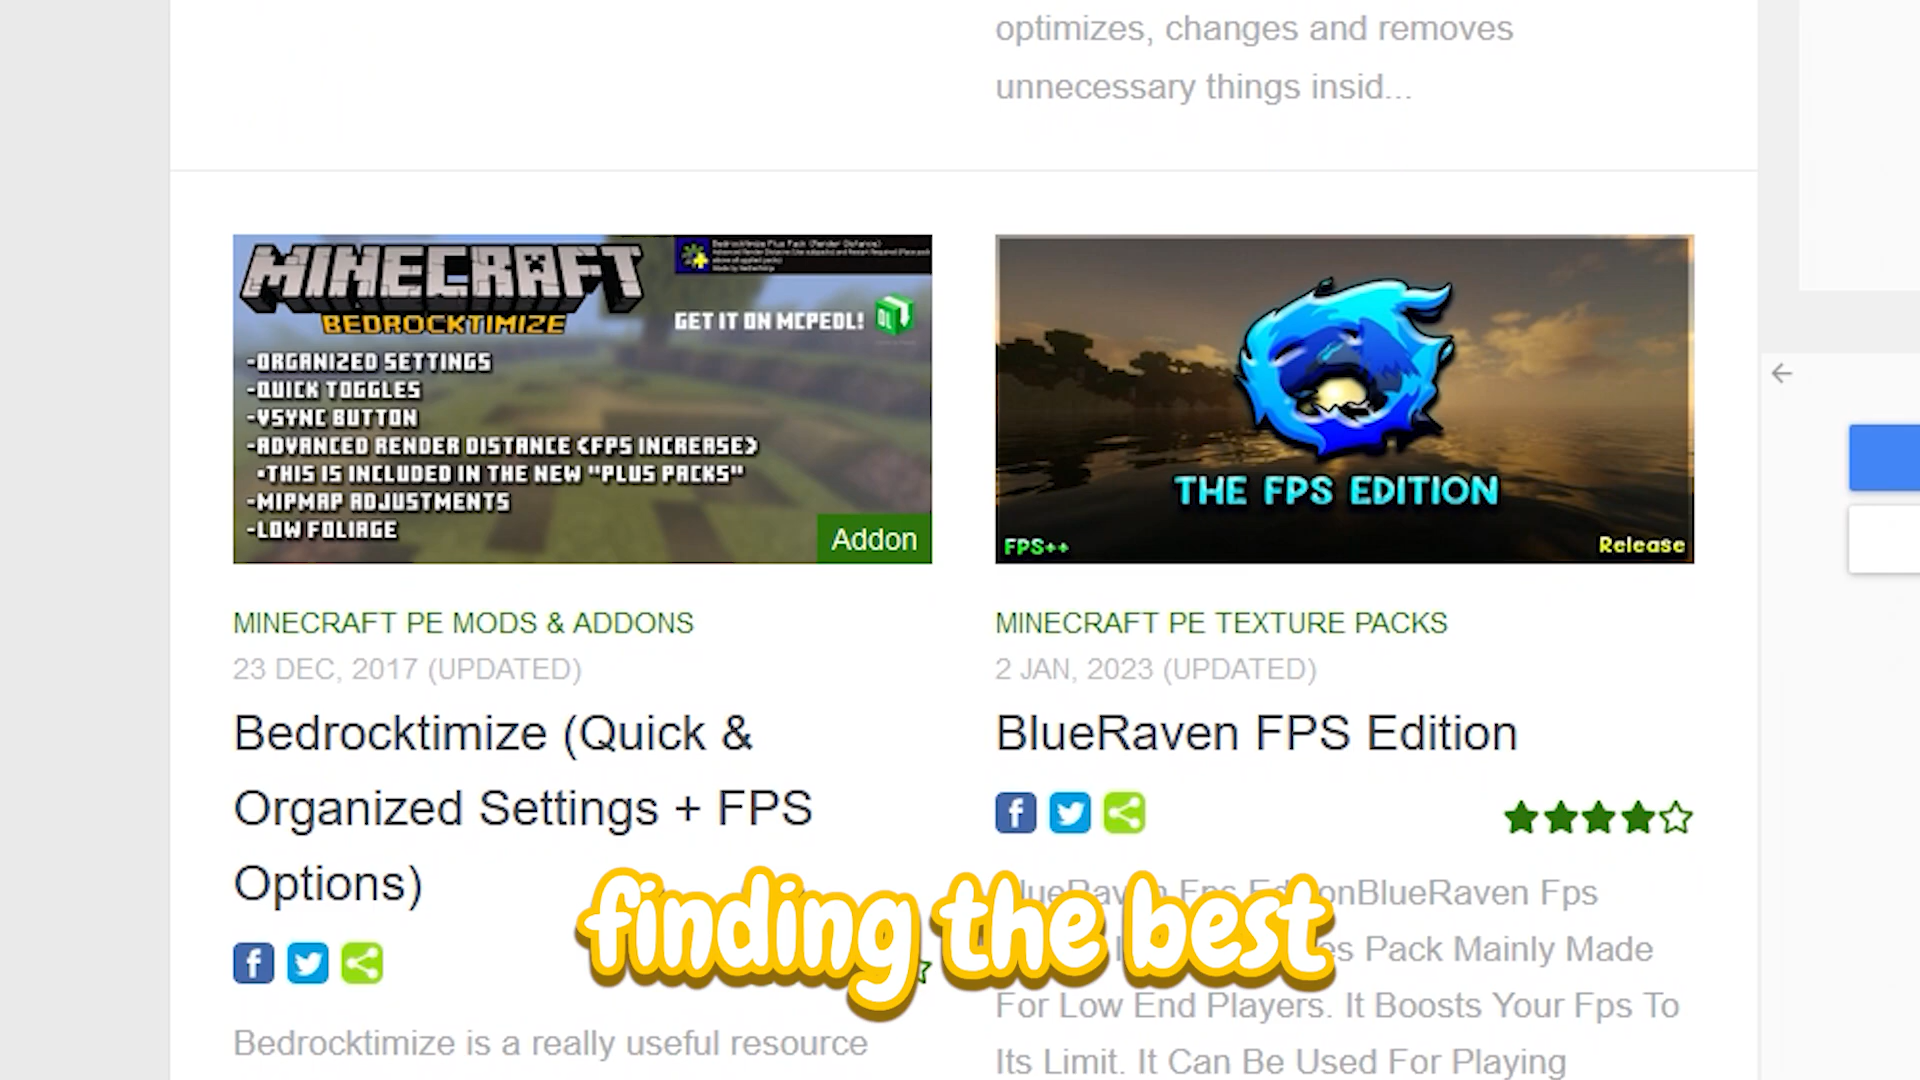 optimizes, changes and removes
unnecessary things insid...
MINECRAFT
BEDROCKTIMIZE
Bedrocktimize Plus Pack (Render Distance)
GET IT ON MCPEDL!
-ORGANIZED SETTINGS
-QUICK TOGGLES
-VSYNC BUTTON
-ADVANCED RENDER DISTANCE (FPS INCREASE)
•THIS IS INCLUDED IN THE NEW "PLUS PACKS"
-MIPMAP ADJUSTMENTS
-LOW FOLIAGE
Addon
MINECRAFT PE MODS & ADDONS
23 DEC, 2017 (UPDATED)
Bedrocktimize (Quick &
Organized Settings + FPS
Options)
Bedrocktimize is a really useful resource
THE FPS EDITION
FPS++
Release
MINECRAFT PE TEXTURE PACKS
2 JAN, 2023 (UPDATED)
BlueRaven FPS Edition
Fps
Pack Mainly Made
For Low End Players. It Boosts Your Fps To
Its Limit. It Can Be Used For Playing
finding the best